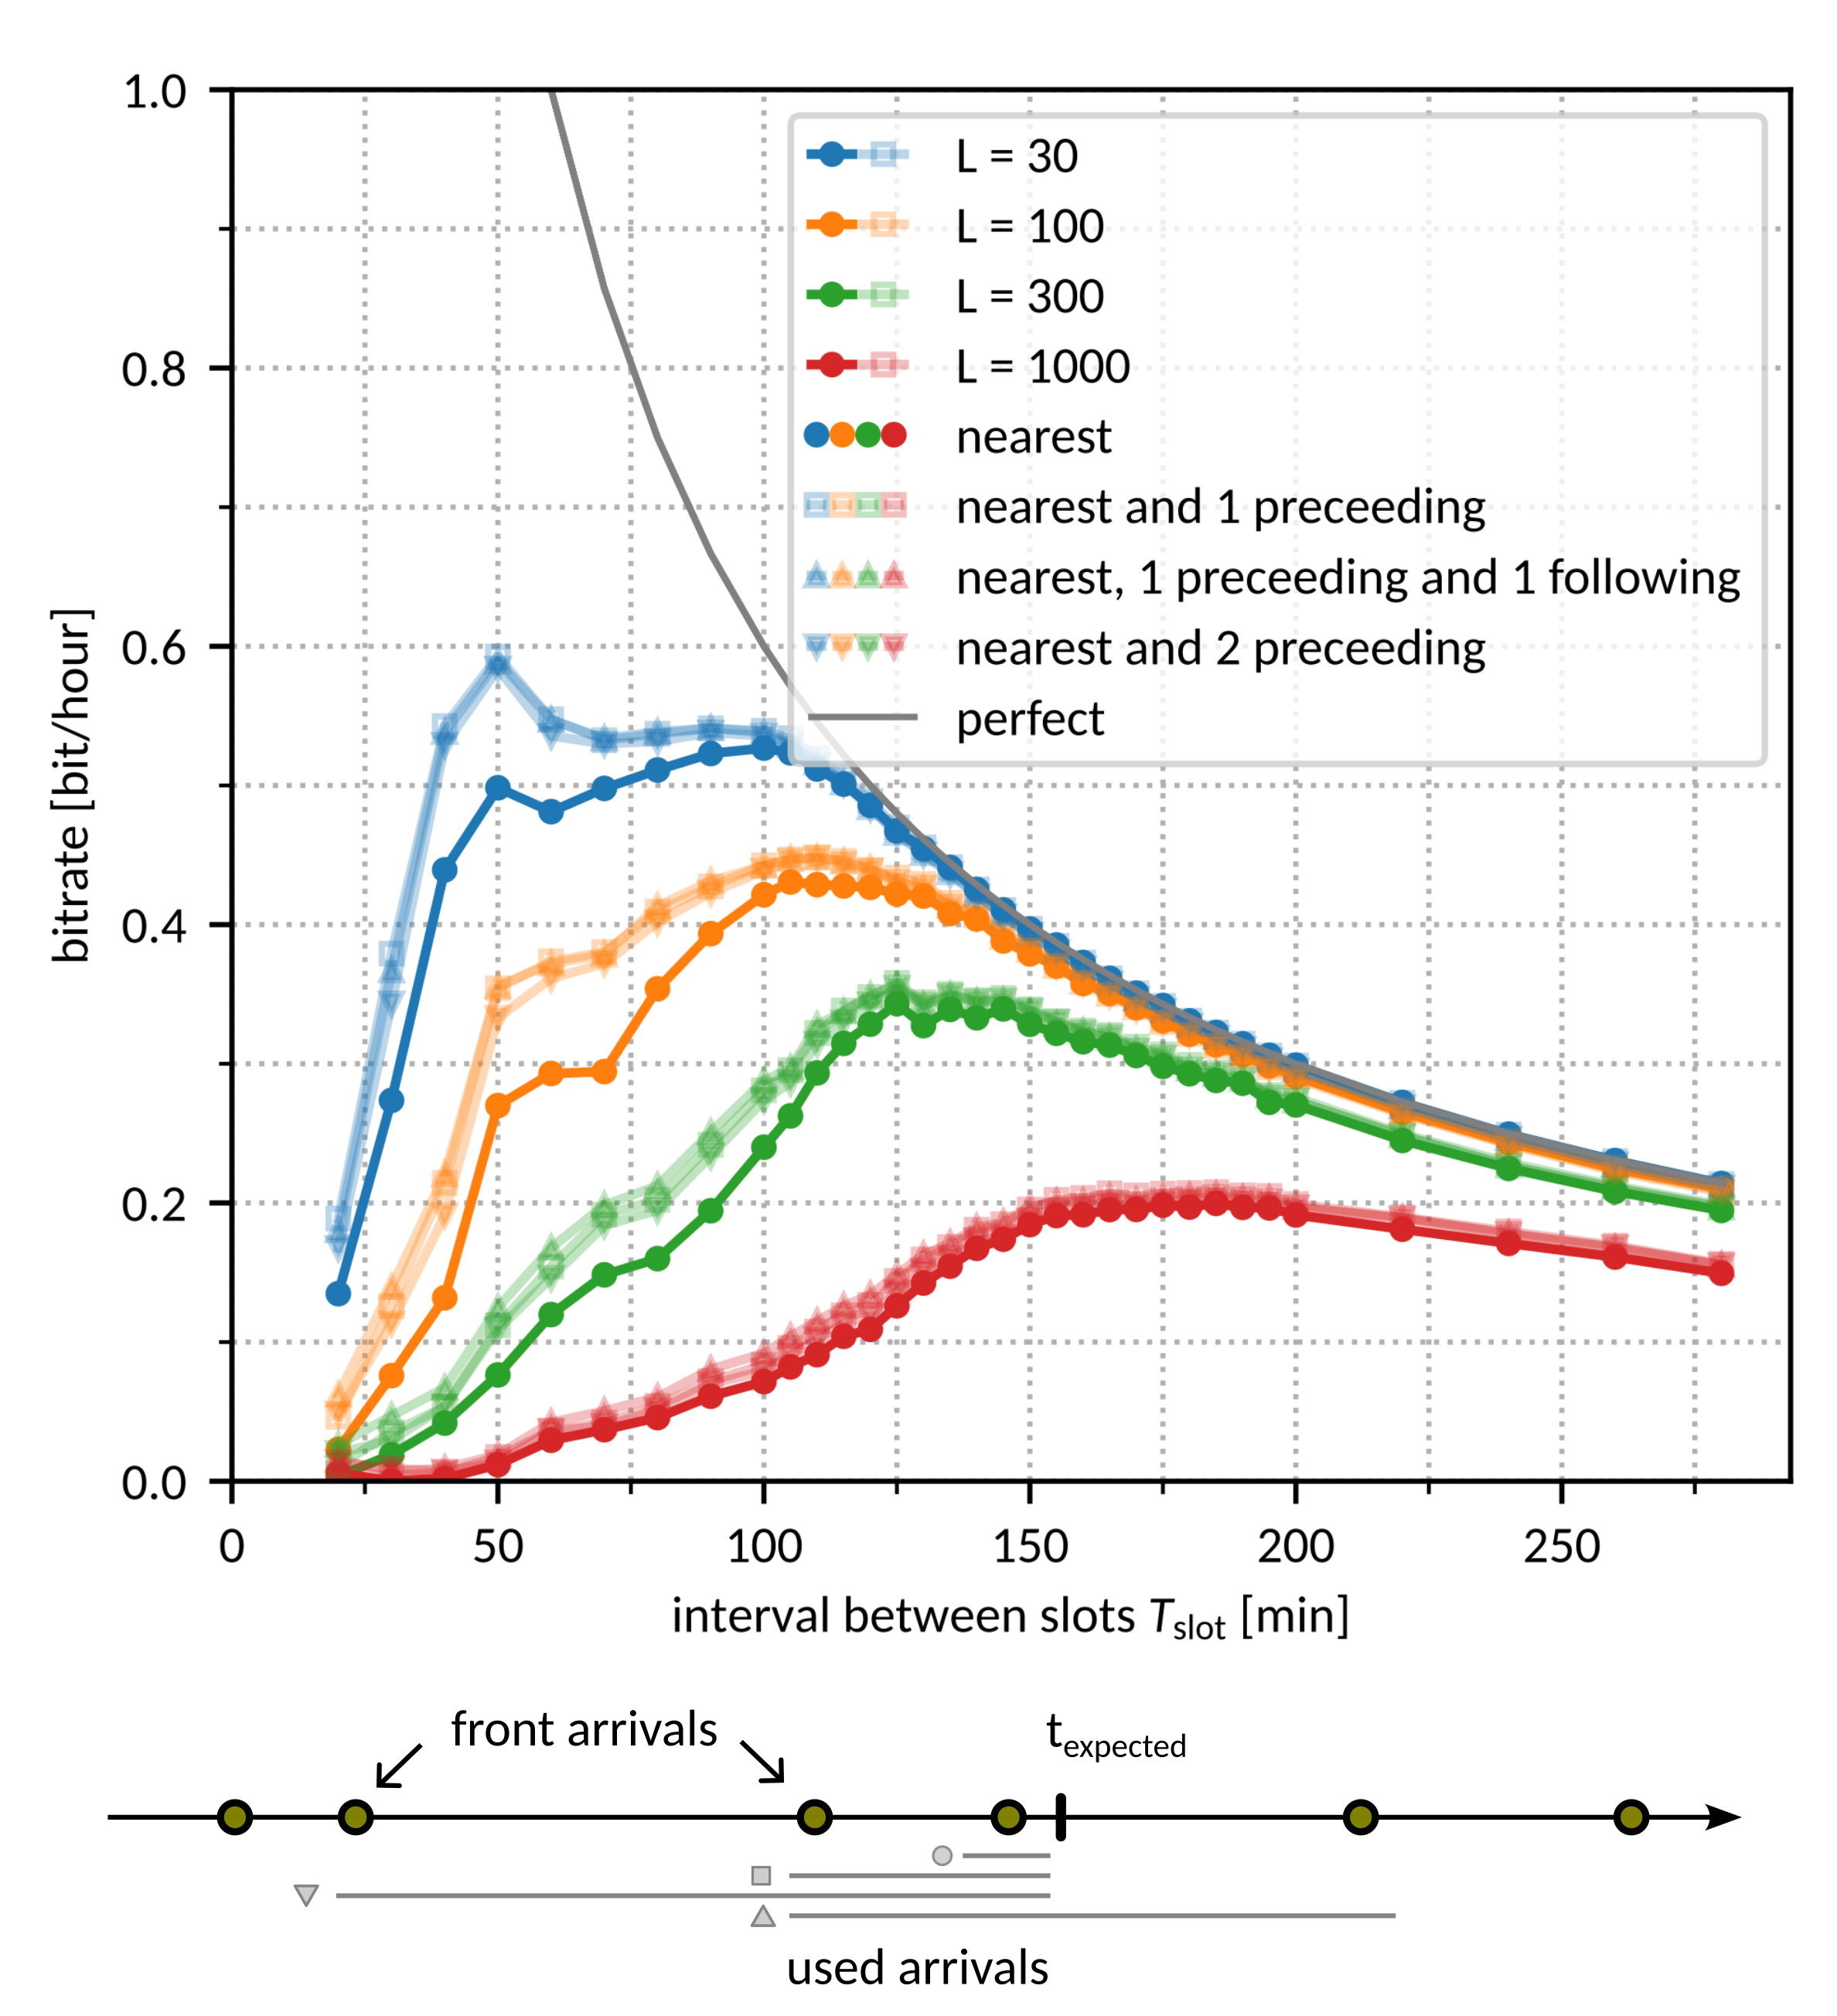 1.0
0.8
0.6
0.4
0.2
0.0
bitrate [bit/hour]
L = 30
L = 100
L = 300
L = 1000
nearest
nearest and 1 preceeding
nearest, 1 preceeding and 1 following
nearest and 2 preceeding
perfect
0 50 100 150 200 250
interval between slots Tslot [min]
front arrivals
texpected
used arrivals